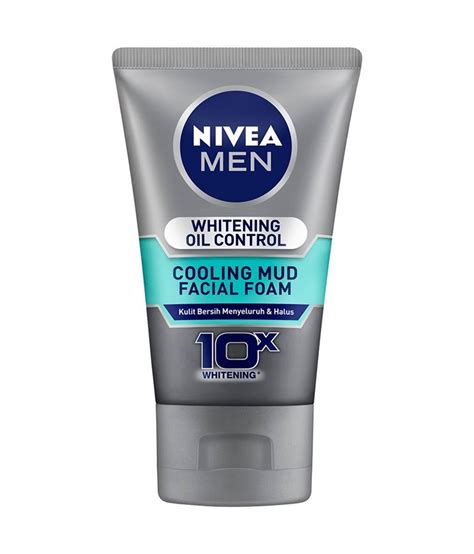 NIVEA
MEN
WHITENING
OIL CONTROL
COOLING MUD
FACIAL FOAM
Kulit Bersih Menyeluruh & Halus
10X
WHITENING*